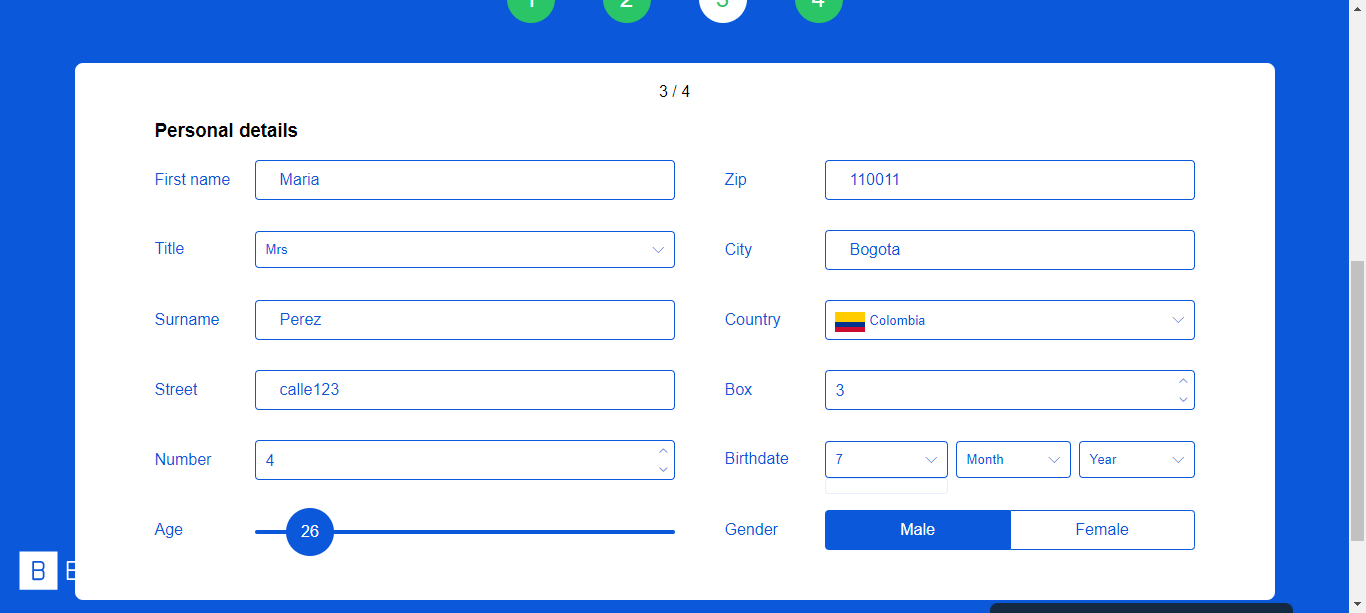 1 2 3 4
3 / 4
Personal details
First name Maria
Title Mrs
Surname Perez
Street calle123
Number 4
Age 26
Zip 110011
City Bogota
Country Colombia
Box 3
Birthdate 7 Month Year
Gender Male Female
B